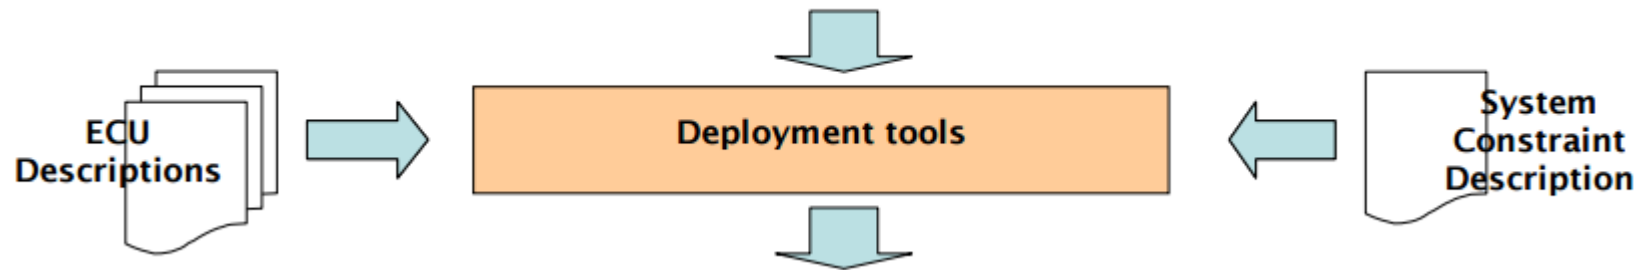 ECU
Descriptions
Deployment tools
System
Constraint
Description